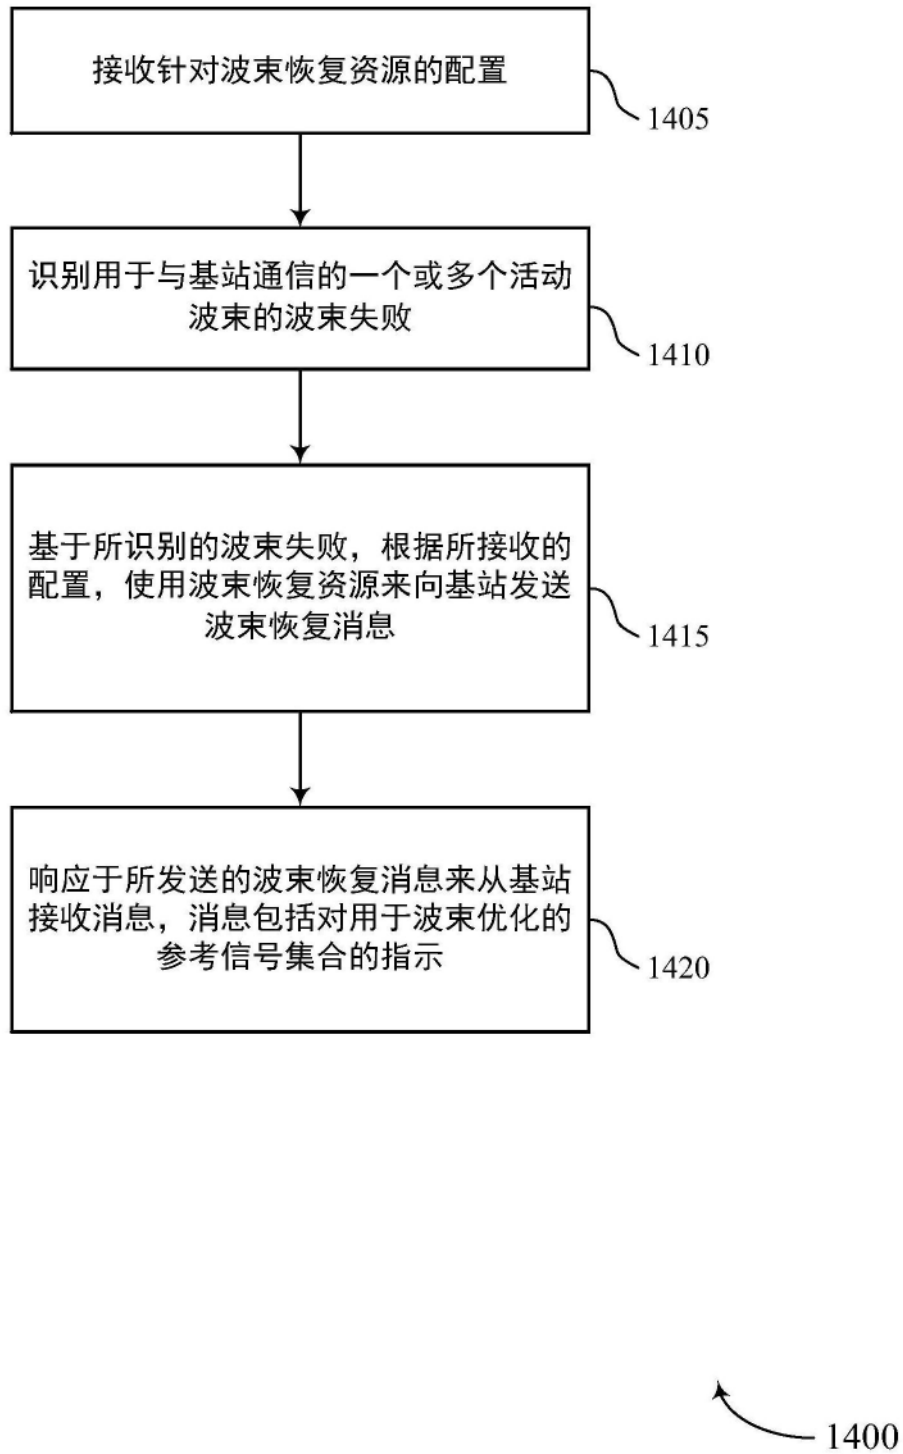 接收针对波束恢复资源的配置
1405
识别用于与基站通信的一个或多个活动
波束的波束失败
1410
基于所识别的波束失败，根据所接收的
配置，使用波束恢复资源来向基站发送
波束恢复消息
1415
响应于所发送的波束恢复消息来从基站
接收消息，消息包括对用于波束优化的
参考信号集合的指示
1420
1400